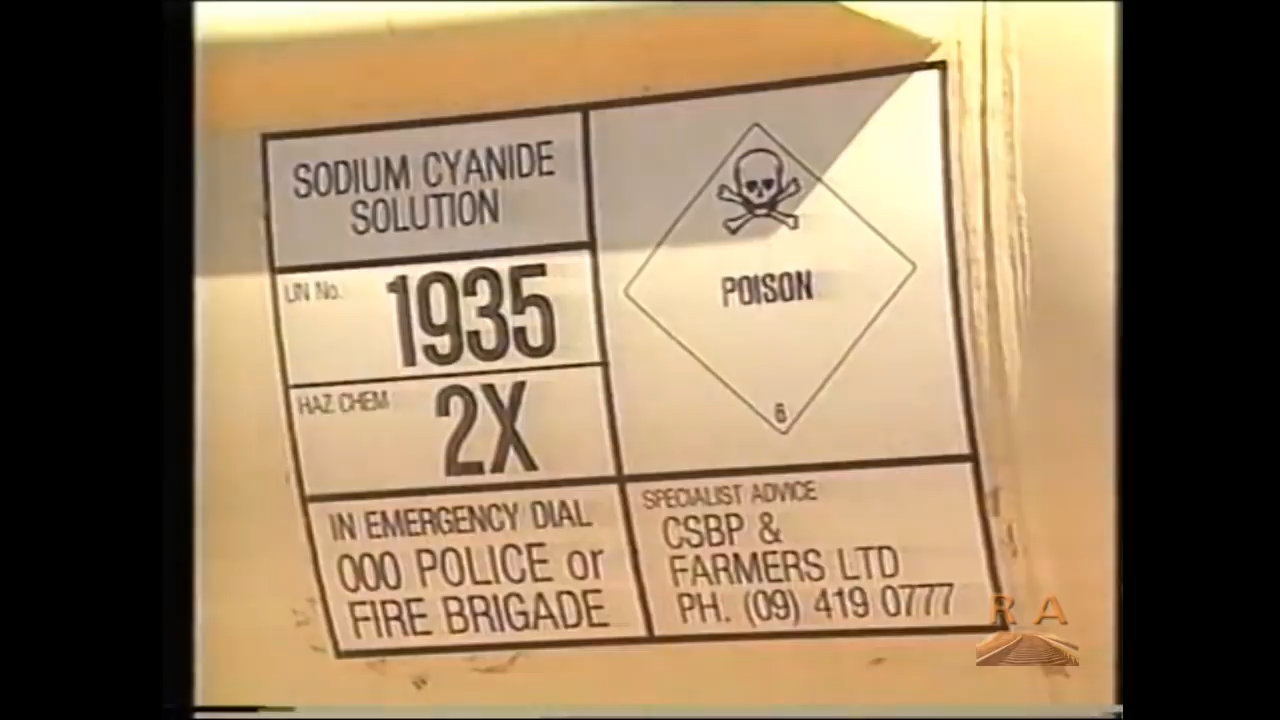 SODIUM CYANIDE
SOLUTION
UN No.
1935
HAZ CHEM
2X
IN EMERGENCY DIAL
000 POLICE or
FIRE BRIGADE
POISON
6
SPECIALIST ADVICE
CSBP &
FARMERS LTD
PH. (09) 419 0777
R A